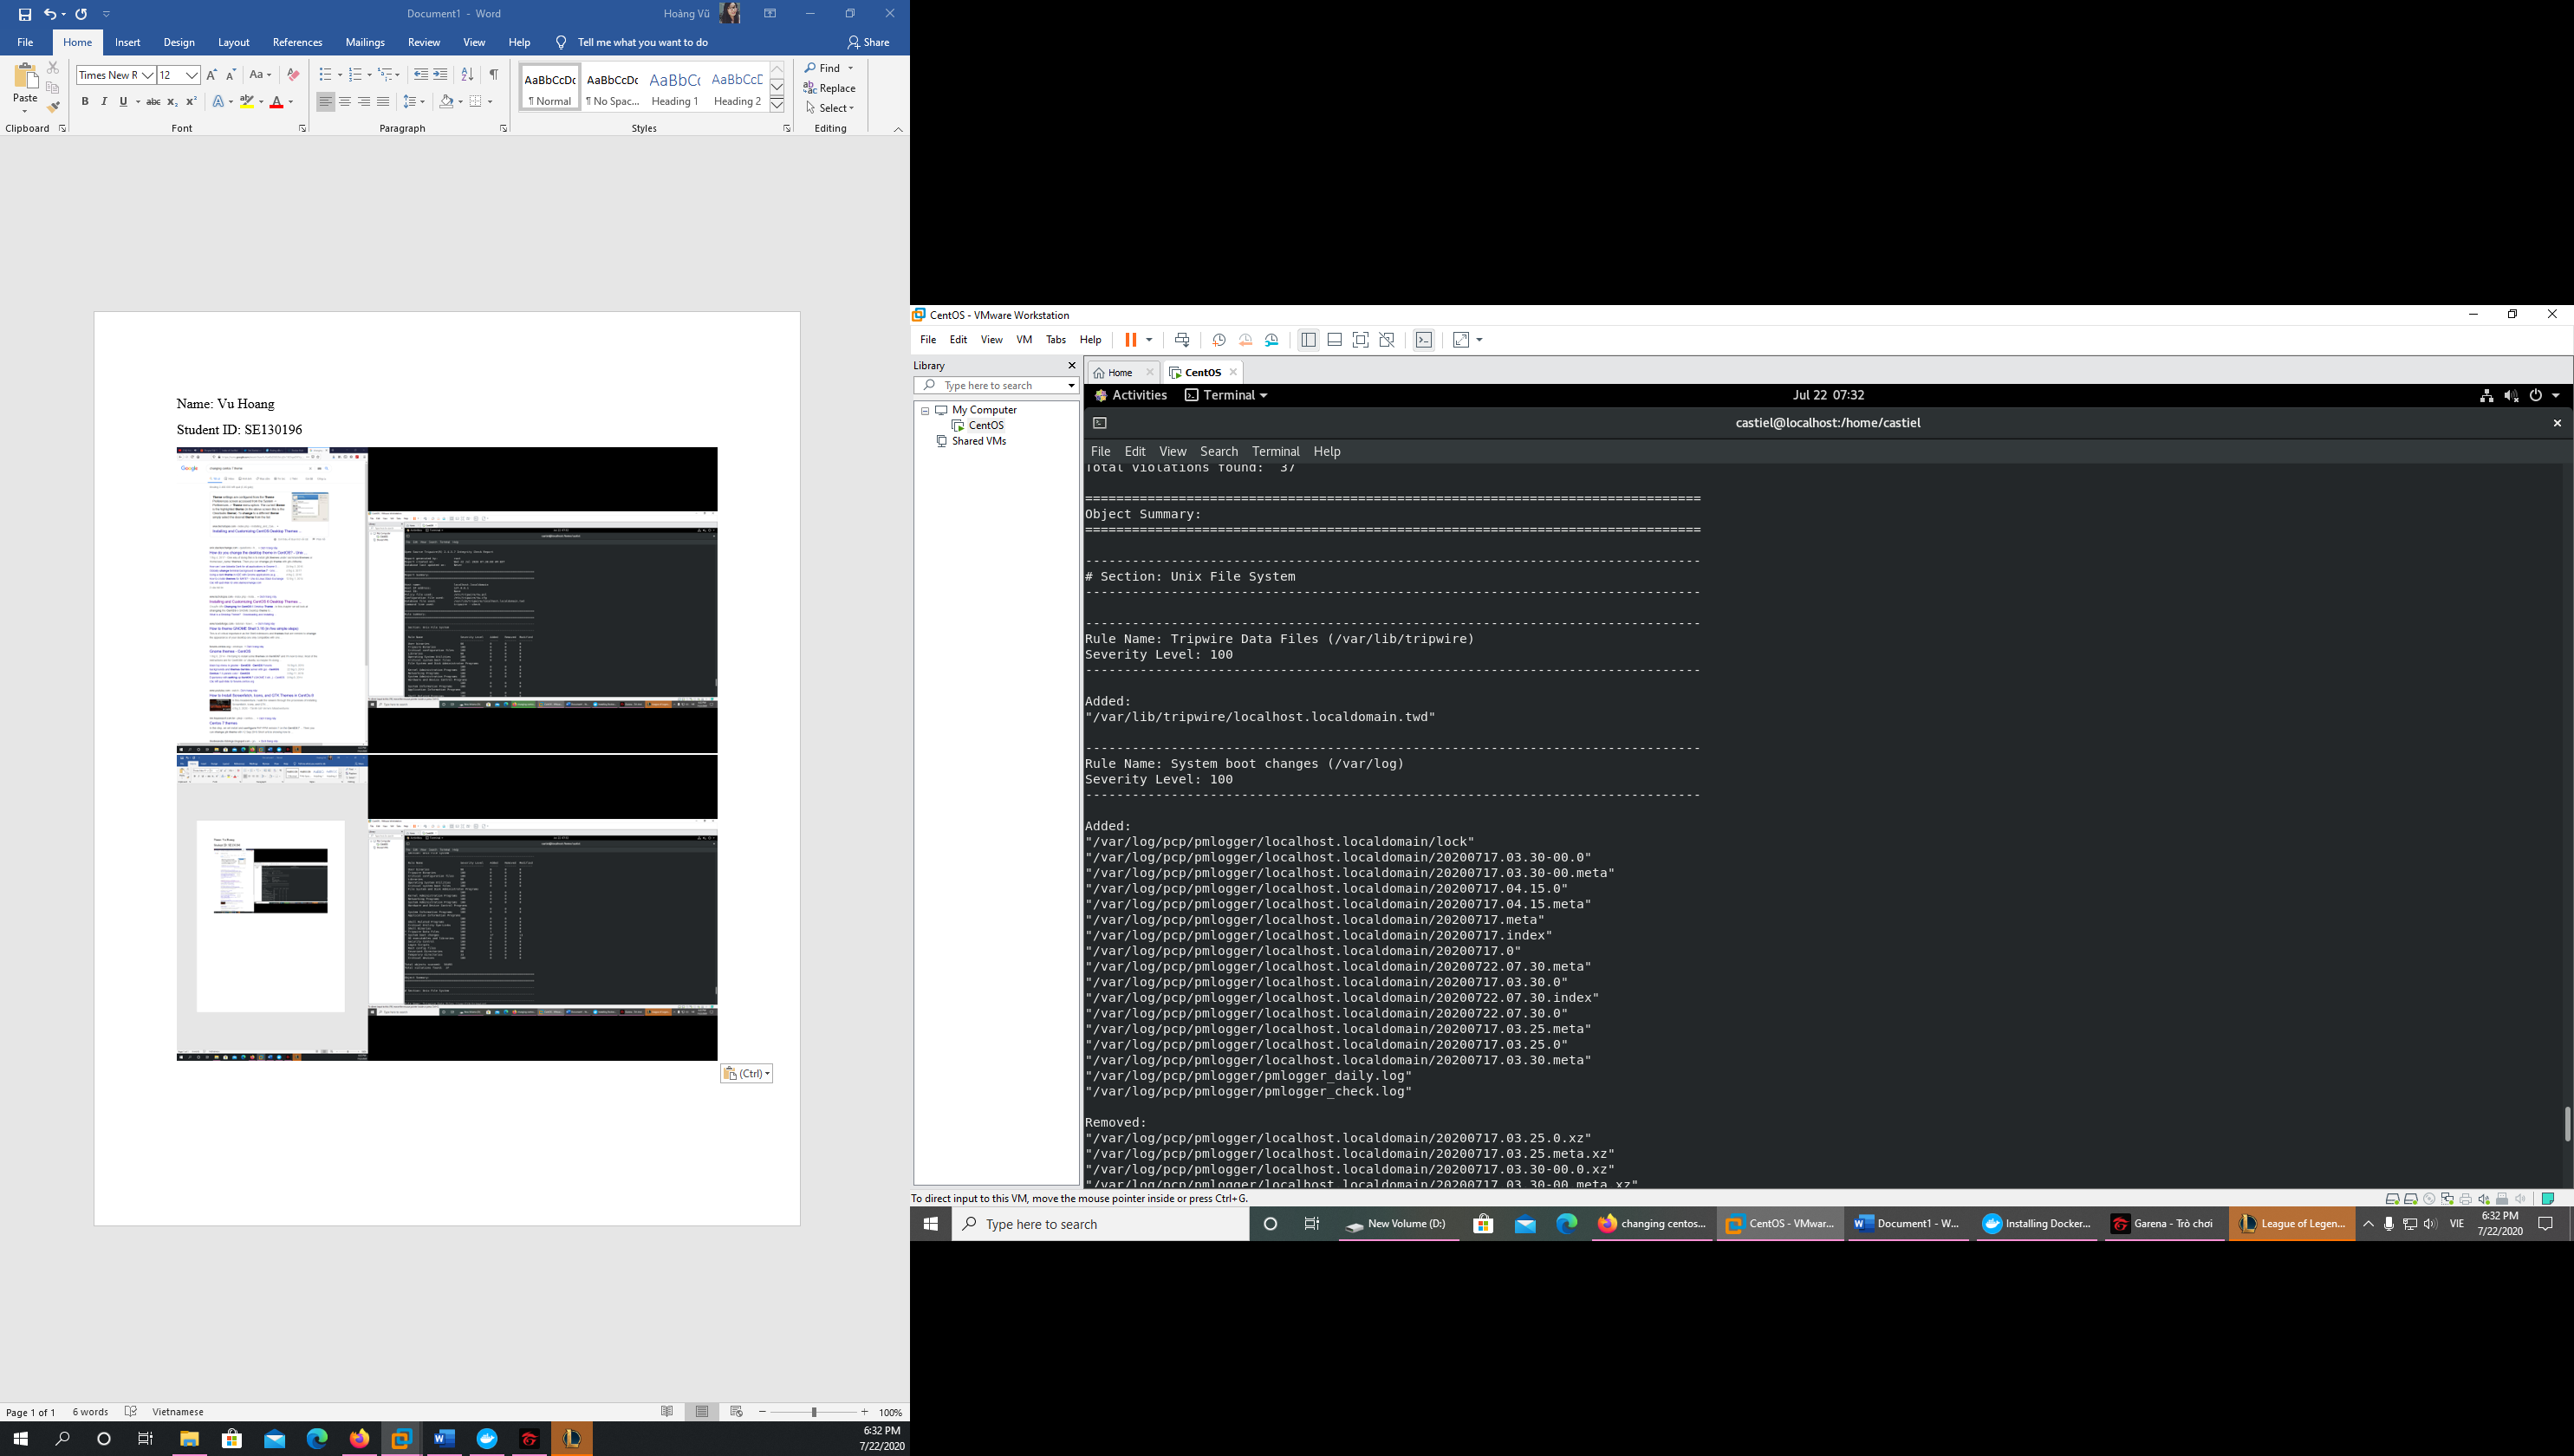 Document1 - Word
Hoàng Vũ
File Home Insert Design Layout References Mailings Review View Help Tell me what you want to do Share
Paste
Clipboard
Times New R 12
Font
Paragraph
AaBbCcDc AaBbCcDc AaBbCc AaBbCcE
¶ Normal ¶ No Spac... Heading 1 Heading 2
Styles
Find
Replace
Select
Editing
Name: Vu Hoang
Student ID: SE130196
(Ctrl)
Page 1 of 1 6 words Vietnamese 100%
6:32 PM
7/22/2020
CentOS - VMware Workstation
File Edit View VM Tabs Help
Library
Type here to search
My Computer
CentOS
Shared VMs
Home CentOS
Activities Terminal Jul 22 07:32
castiel@localhost:/home/castiel
File Edit View Search Terminal Help
Total violations found: 37
===============================================================================
Object Summary:
===============================================================================
-------------------------------------------------------------------------------
# Section: Unix File System
-------------------------------------------------------------------------------
-------------------------------------------------------------------------------
Rule Name: Tripwire Data Files (/var/lib/tripwire)
Severity Level: 100
-------------------------------------------------------------------------------
Added:
"/var/lib/tripwire/localhost.localdomain.twd"
-------------------------------------------------------------------------------
Rule Name: System boot changes (/var/log)
Severity Level: 100
-------------------------------------------------------------------------------
Added:
"/var/log/pcp/pmlogger/localhost.localdomain/lock"
"/var/log/pcp/pmlogger/localhost.localdomain/20200717.03.30-00.0"
"/var/log/pcp/pmlogger/localhost.localdomain/20200717.03.30-00.meta"
"/var/log/pcp/pmlogger/localhost.localdomain/20200717.04.15.0"
"/var/log/pcp/pmlogger/localhost.localdomain/20200717.04.15.meta"
"/var/log/pcp/pmlogger/localhost.localdomain/20200717.meta"
"/var/log/pcp/pmlogger/localhost.localdomain/20200717.index"
"/var/log/pcp/pmlogger/localhost.localdomain/20200717.0"
"/var/log/pcp/pmlogger/localhost.localdomain/20200722.07.30.meta"
"/var/log/pcp/pmlogger/localhost.localdomain/20200717.03.30.0"
"/var/log/pcp/pmlogger/localhost.localdomain/20200722.07.30.index"
"/var/log/pcp/pmlogger/localhost.localdomain/20200722.07.30.0"
"/var/log/pcp/pmlogger/localhost.localdomain/20200717.03.25.meta"
"/var/log/pcp/pmlogger/localhost.localdomain/20200717.03.25.0"
"/var/log/pcp/pmlogger/localhost.localdomain/20200717.03.30.meta"
"/var/log/pcp/pmlogger/pmlogger_daily.log"
"/var/log/pcp/pmlogger/pmlogger_check.log"
Removed:
"/var/log/pcp/pmlogger/localhost.localdomain/20200717.03.25.0.xz"
"/var/log/pcp/pmlogger/localhost.localdomain/20200717.03.25.meta.xz"
"/var/log/pcp/pmlogger/localhost.localdomain/20200717.03.30-00.0.xz"
"/var/log/pcp/pmlogger/localhost.localdomain/20200717.03.30-00.meta.xz"
To direct input to this VM, move the mouse pointer inside or press Ctrl+G.
Type here to search New Volume (D:) changing centos... CentOS - VMwar... Document1 - W... Installing Docker... Garena - Trò chơi League of Legen... VIE 6:32 PM
7/22/2020